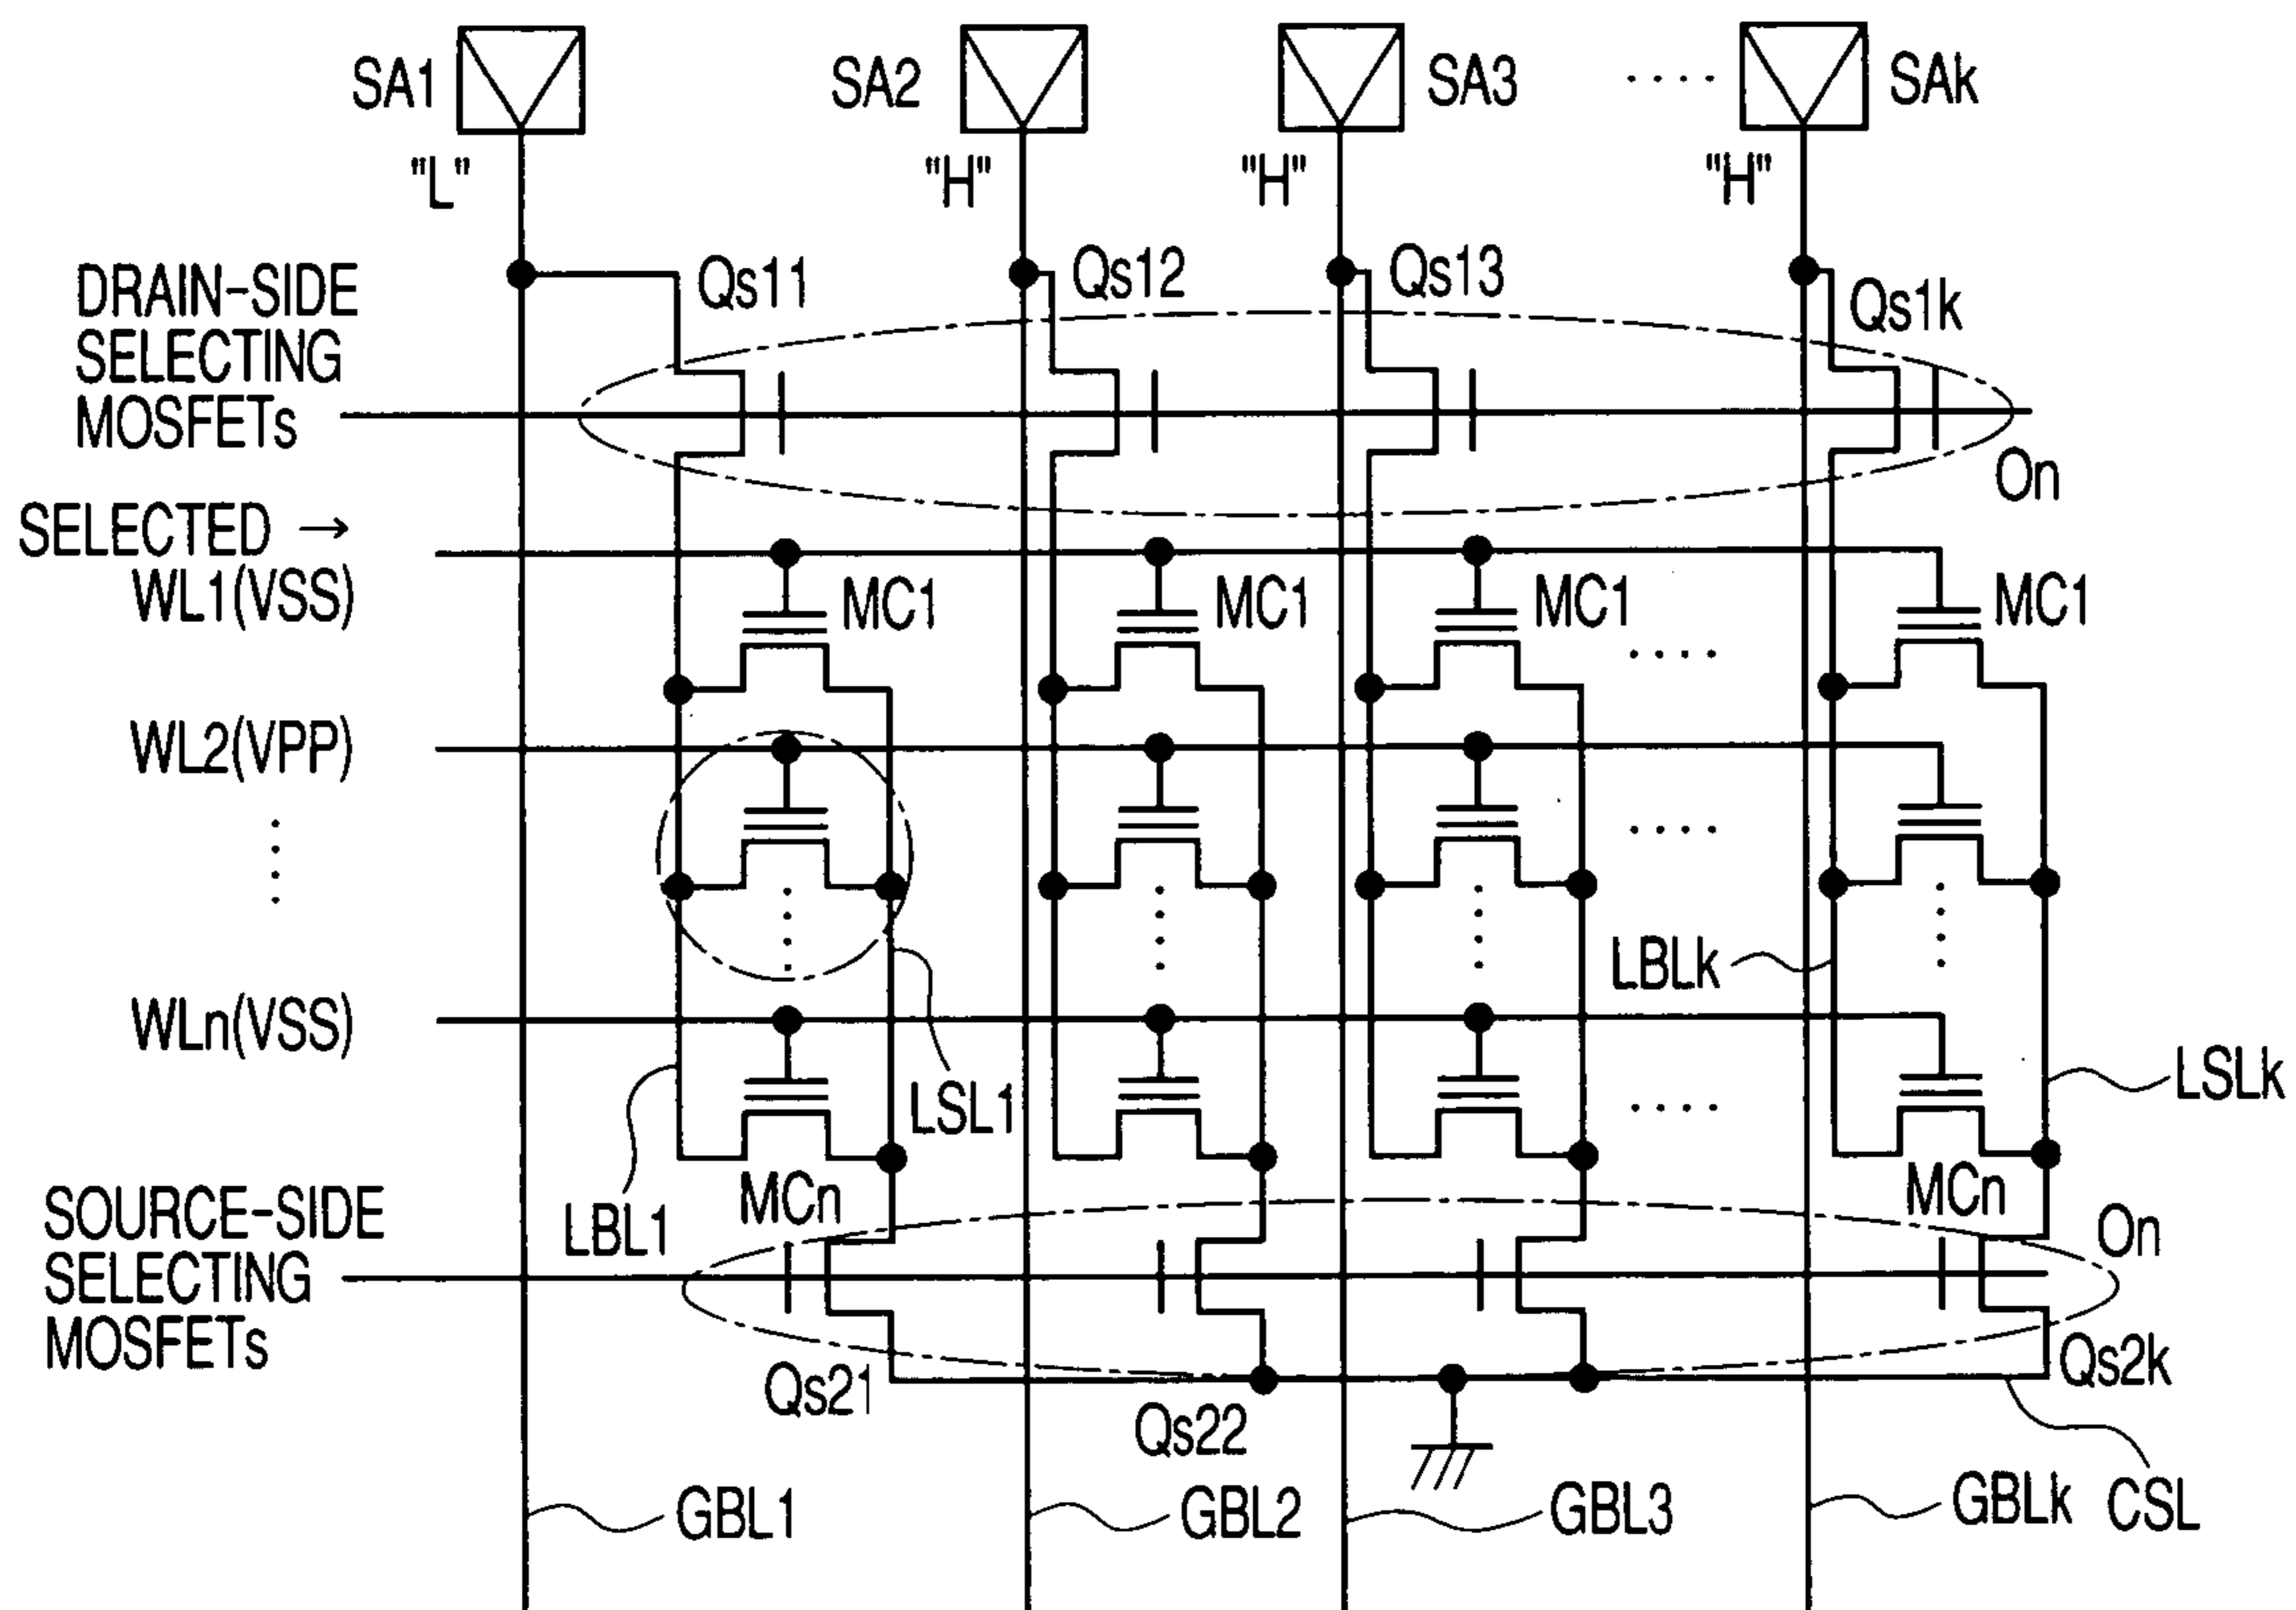 SA1
SA2
SA3
....
SAk
"L"
"H"
"H"
"H"
DRAIN-SIDE
SELECTING
MOSFETs
Qs11
Qs12
Qs13
Qs1k
On
SELECTED →
WL1(VSS)
MC1
MC1
MC1
....
MC1
WL2(VPP)
....
LBLk
WLn(VSS)
LSL1
....
LSLk
LBL1
MCn
MCn
SOURCE-SIDE
SELECTING
MOSFETs
On
Qs21
Qs22
Qs2k
GBL1
GBL2
GBL3
GBLk
CSL